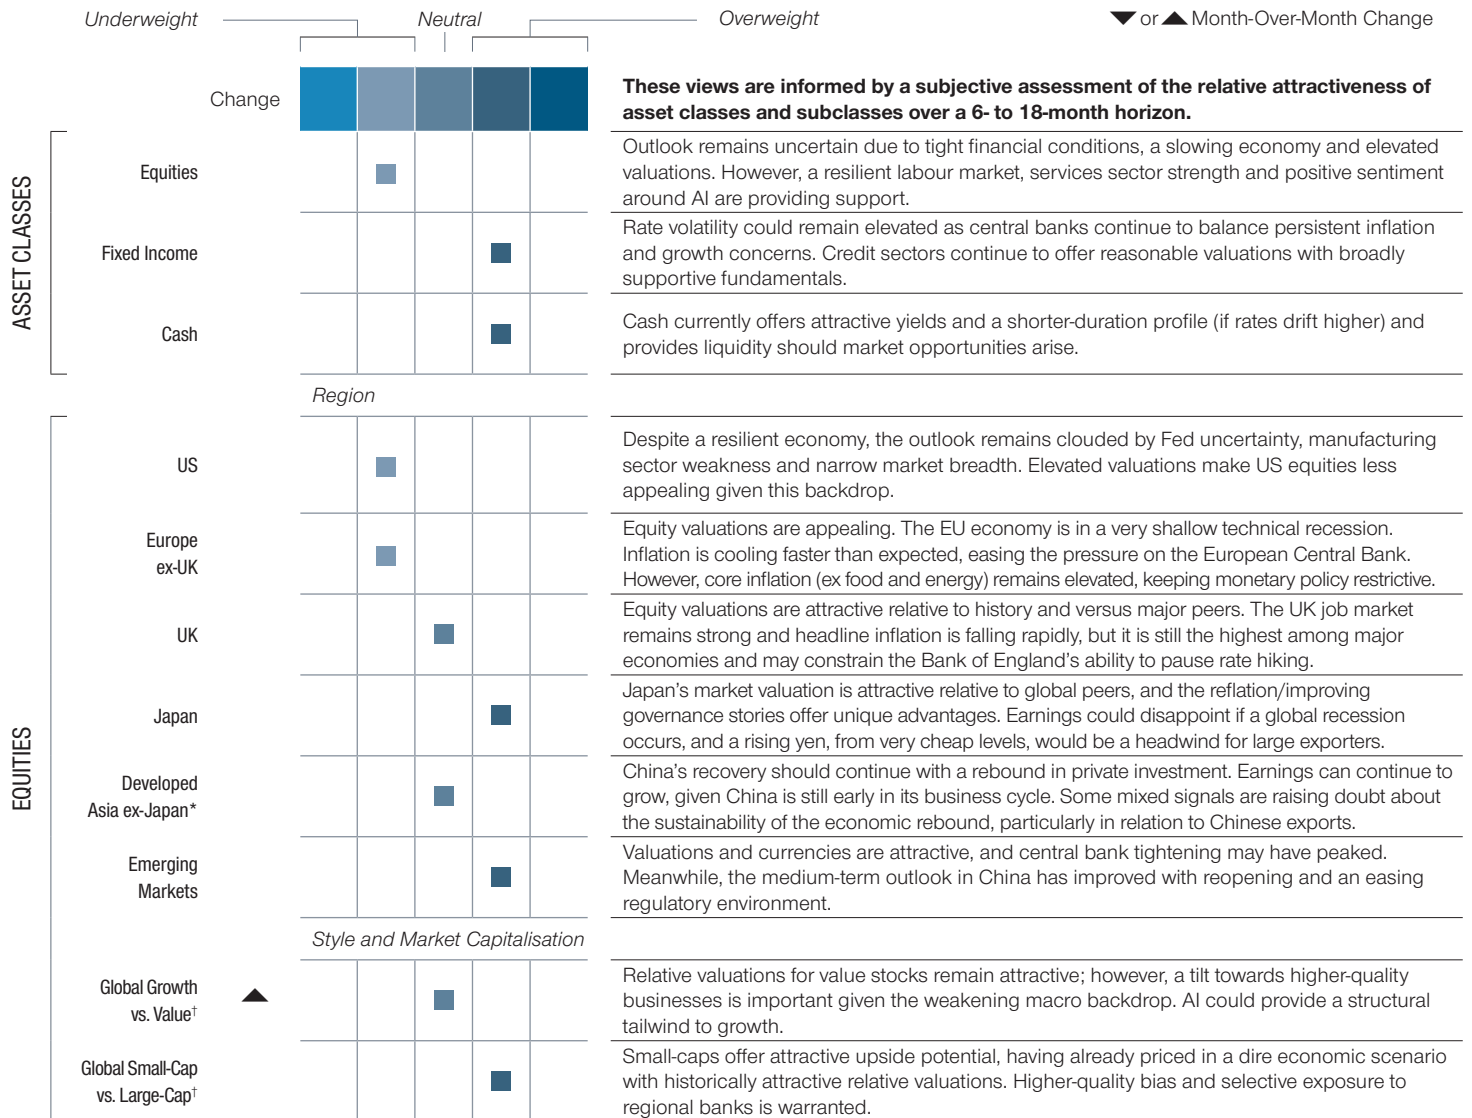 Underweight
Neutral
Overweight
▼ or ▲ Month-Over-Month Change
Change
These views are informed by a subjective assessment of the relative attractiveness of
asset classes and subclasses over a 6- to 18-month horizon.
ASSET CLASSES
Equities
Outlook remains uncertain due to tight financial conditions, a slowing economy and elevated
valuations. However, a resilient labour market, services sector strength and positive sentiment
around AI are providing support.
Fixed Income
Rate volatility could remain elevated as central banks continue to balance persistent inflation
and growth concerns. Credit sectors continue to offer reasonable valuations with broadly
supportive fundamentals.
Cash
Cash currently offers attractive yields and a shorter-duration profile (if rates drift higher) and
provides liquidity should market opportunities arise.
Region
EQUITIES
US
Despite a resilient economy, the outlook remains clouded by Fed uncertainty, manufacturing
sector weakness and narrow market breadth. Elevated valuations make US equities less
appealing given this backdrop.
Europe
ex-UK
Equity valuations are appealing. The EU economy is in a very shallow technical recession.
Inflation is cooling faster than expected, easing the pressure on the European Central Bank.
However, core inflation (ex food and energy) remains elevated, keeping monetary policy restrictive.
UK
Equity valuations are attractive relative to history and versus major peers. The UK job market
remains strong and headline inflation is falling rapidly, but it is still the highest among major
economies and may constrain the Bank of England's ability to pause rate hiking.
Japan
Japan's market valuation is attractive relative to global peers, and the reflation/improving
governance stories offer unique advantages. Earnings could disappoint if a global recession
occurs, and a rising yen, from very cheap levels, would be a headwind for large exporters.
Developed
Asia ex-Japan*
China's recovery should continue with a rebound in private investment. Earnings can continue to
grow, given China is still early in its business cycle. Some mixed signals are raising doubt about
the sustainability of the economic rebound, particularly in relation to Chinese exports.
Emerging
Markets
Valuations and currencies are attractive, and central bank tightening may have peaked.
Meanwhile, the medium-term outlook in China has improved with reopening and an easing
regulatory environment.
Style and Market Capitalisation
Global Growth
vs. Value†
▲
Relative valuations for value stocks remain attractive; however, a tilt towards higher-quality
businesses is important given the weakening macro backdrop. AI could provide a structural
tailwind to growth.
Global Small-Cap
vs. Large-Cap†
Small-caps offer attractive upside potential, having already priced in a dire economic scenario
with historically attractive relative valuations. Higher-quality bias and selective exposure to
regional banks is warranted.